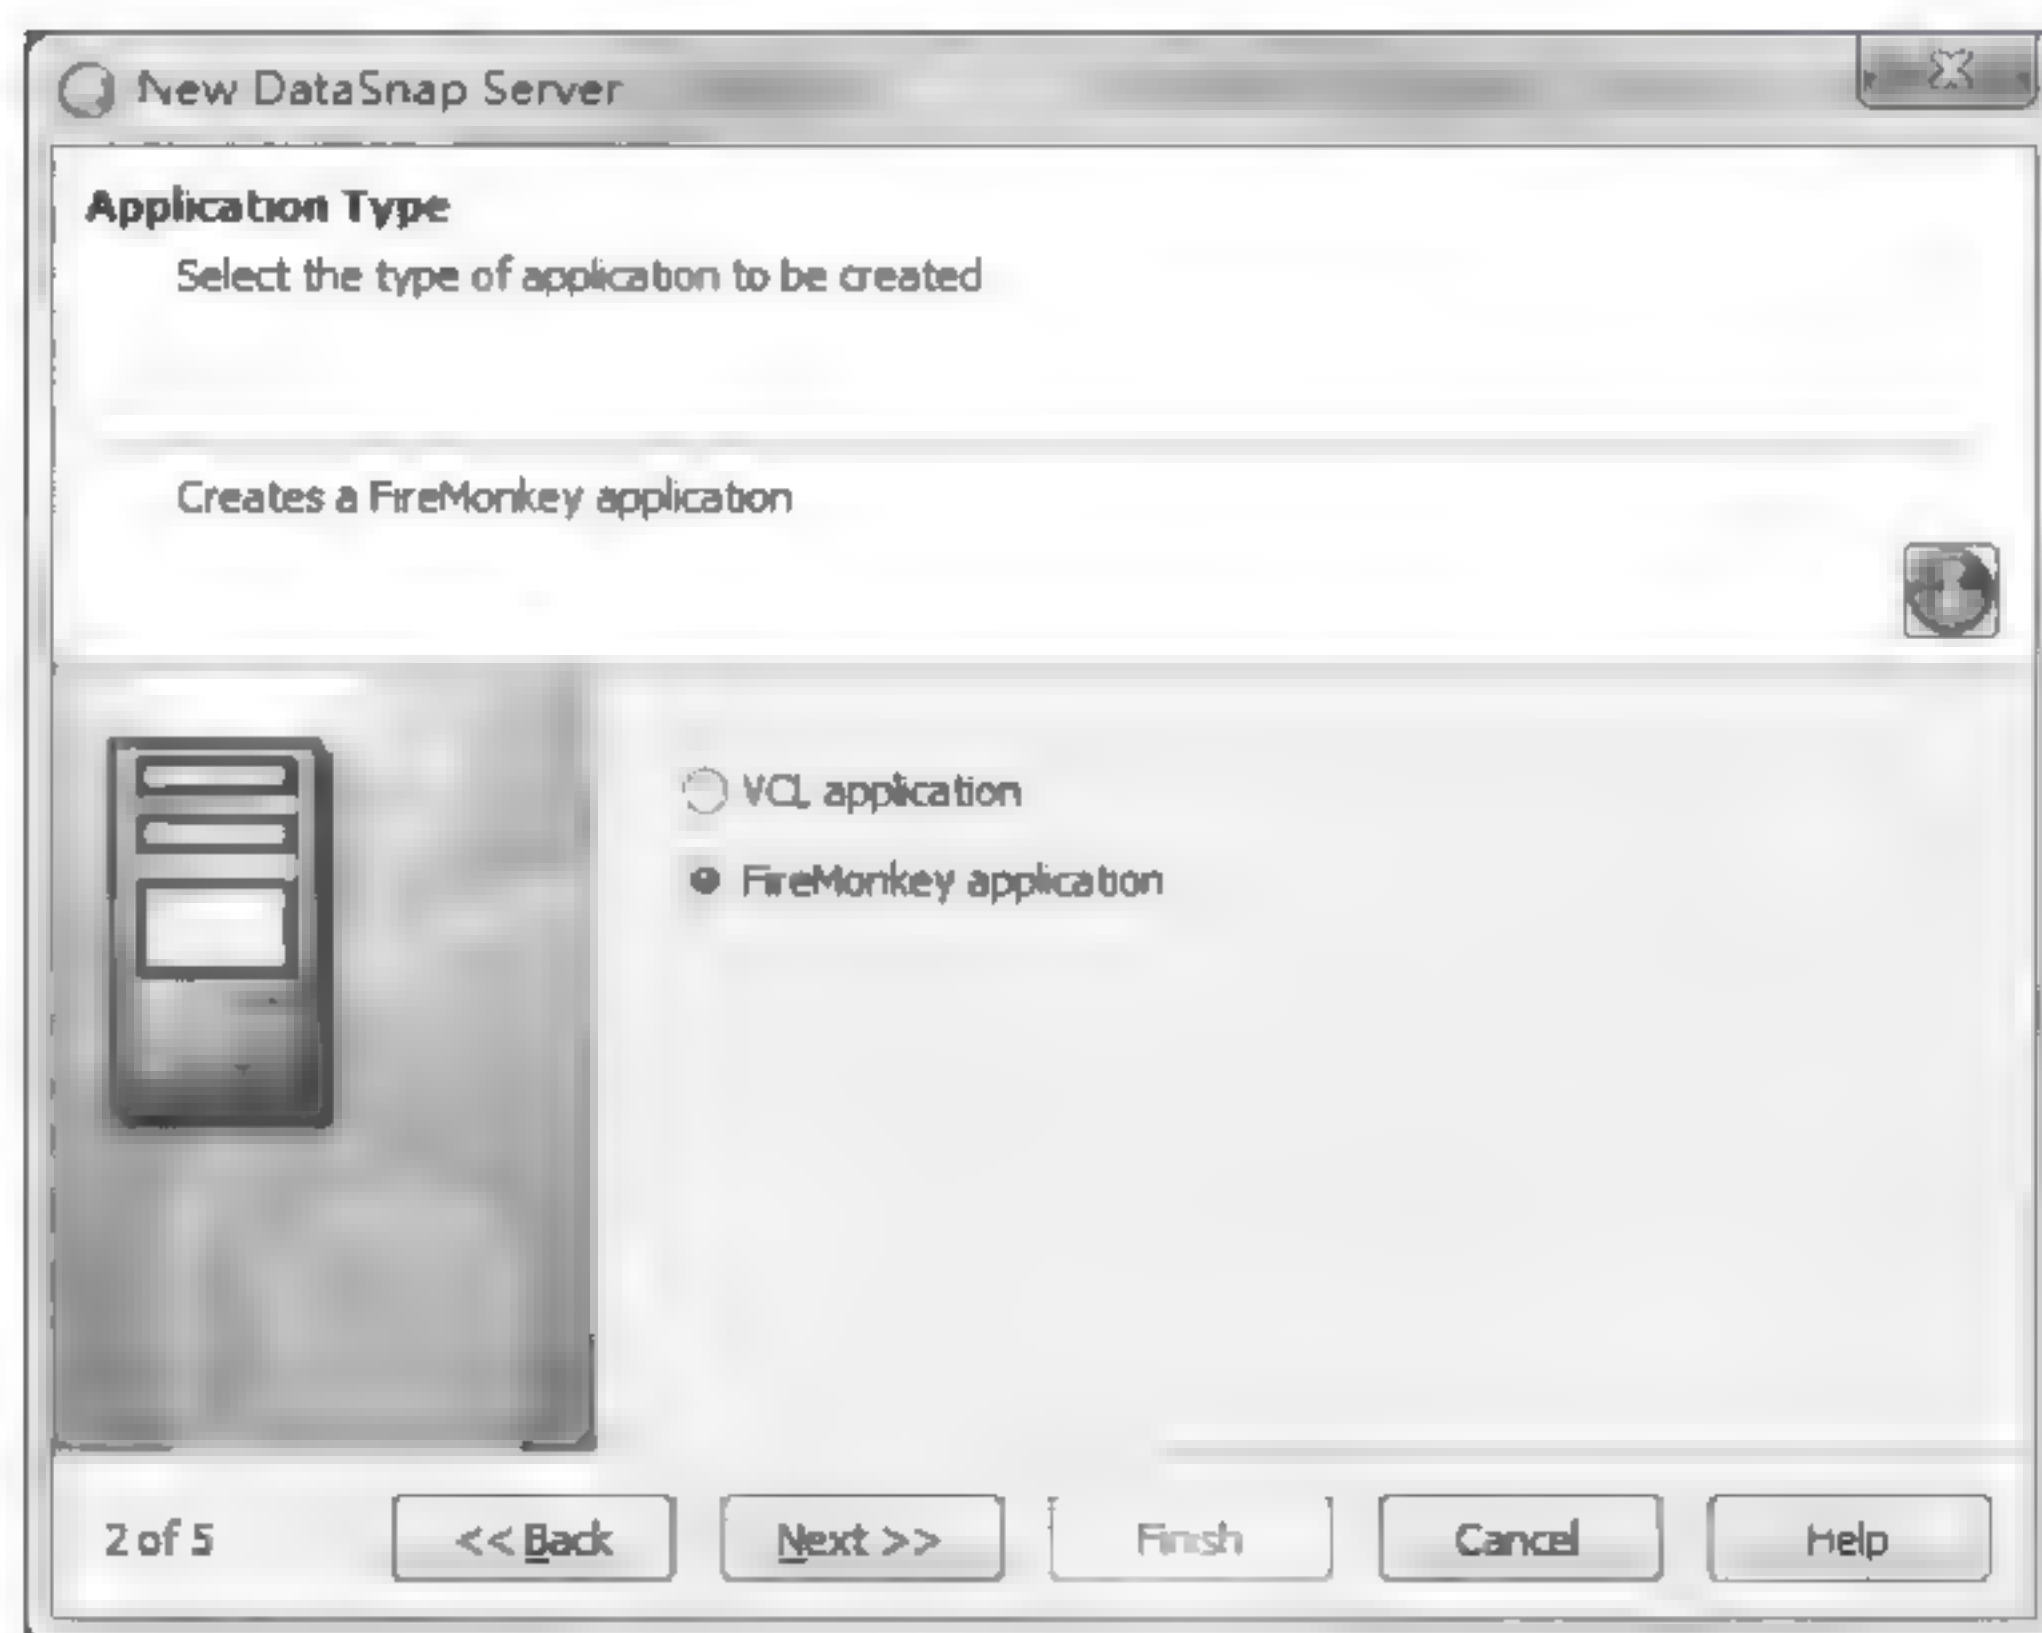 New DataSnap Server
Application Type
Select the type of application to be created
Creates a FireMonkey application
VCL application
FireMonkey application
2 of 5
<< Back
Next >>
Finish
Cancel
Help